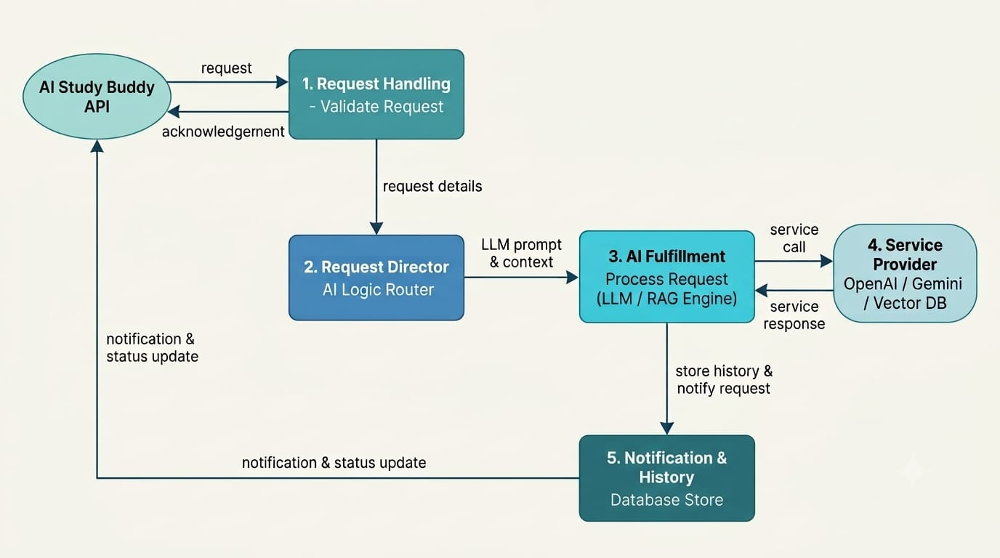 AI Study Buddy
API
request
acknowledgernent
1. Request Handling
- Validate Request
request details
2. Request Director
AI Logic Router
LLM prompt
& context
3. AI Fulfillment
Process Request
(LLM / RAG Engine)
service
call
service
response
4. Service
Provider
OpenAI / Gemini
/ Vector DB
notification &
status update
store history &
notify request
notification & status update
5. Notification &
History
Database Store